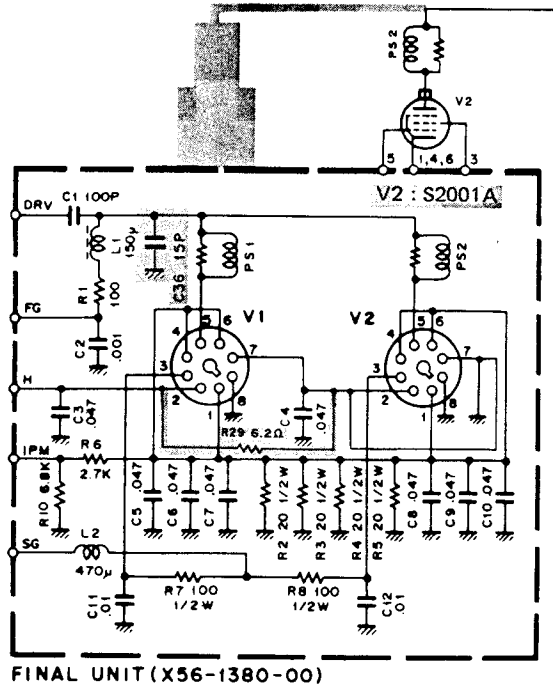 PS2
V2
5
1,4,6
3
V2 : S2001A
DRV
C1 100P
L1
150μ
C36 15P
PS1
PS2
R1
100
FG
C2
.001
V1
V2
4
5
6
3
7
2
1
8
4
5
6
3
7
2
1
8
H
C3
.047
C4
.047
R29 6.2Ω
IPM
R6
2.7K
R10 6.8K
C5 .047
C6 .047
C7 .047
R2 20 1/2W
R3 20 1/2W
R4 20 1/2W
R5 20 1/2W
C8 .047
C9 .047
C10 .047
SG
L2
470μ
C11
.01
R7 100
1/2W
R8 100
1/2W
C12
.01
FINAL UNIT (X56-1380-00)